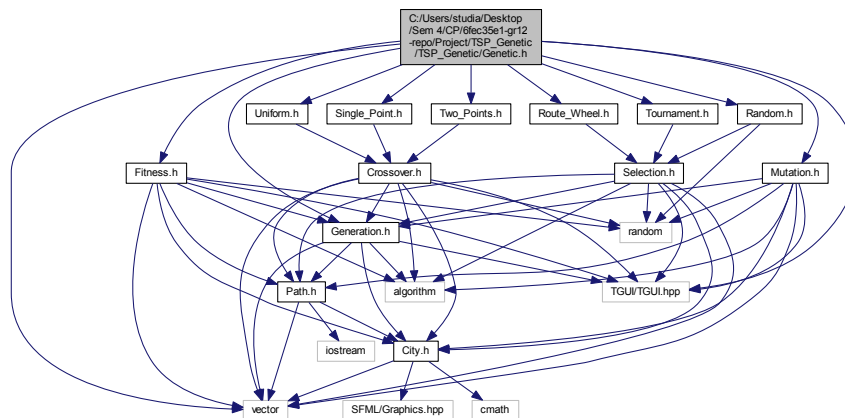 C:/Users/studia/Desktop
/Sem 4/CP/6fec35e1-gr12
-repo/Project/TSP_Genetic
/TSP_Genetic/Genetic.h
Uniform.h
Single_Point.h
Two_Points.h
Route_Wheel.h
Tournament.h
Random.h
Fitness.h
Crossover.h
Selection.h
Mutation.h
Generation.h
random
Path.h
algorithm
TGUI/TGUI.hpp
iostream
City.h
vector
SFML/Graphics.hpp
cmath